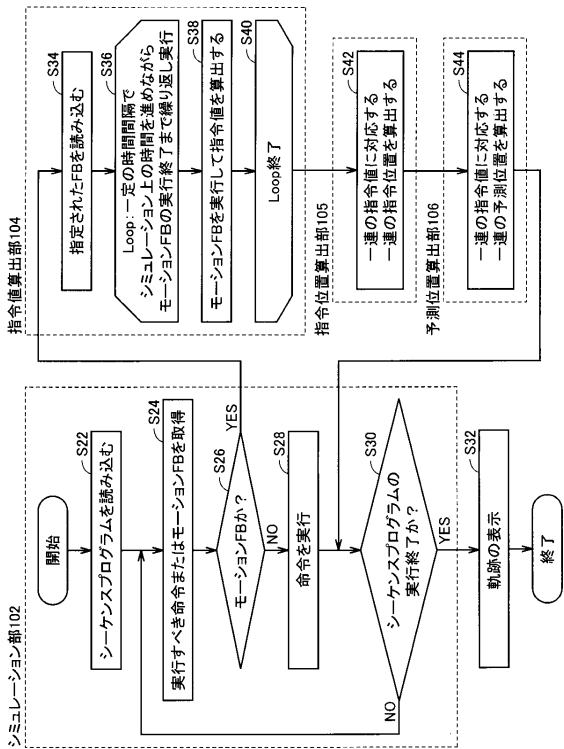 シミュレーション部102
開始
S22
シーケンスプログラムを読み込む
S24
実行すべき命令またはモーションFBを取得
S26
モーションFBか？
YES
NO
S28
命令を実行
S30
シーケンスプログラムの
実行終了か？
NO
YES
S32
軌跡の表示
終了
指令値算出部104
S34
指定されたFBを読み込む
S36
Loop：一定の時間間隔で
シミュレーション上の時間を進めながら
モーションFBの実行終了まで繰り返し実行
S38
モーションFBを実行して指令値を算出する
S40
Loop終了
指令位置算出部105
S42
一連の指令値に対応する
一連の指令位置を算出する
予測位置算出部106
S44
一連の指令値に対応する
一連の予測位置を算出する